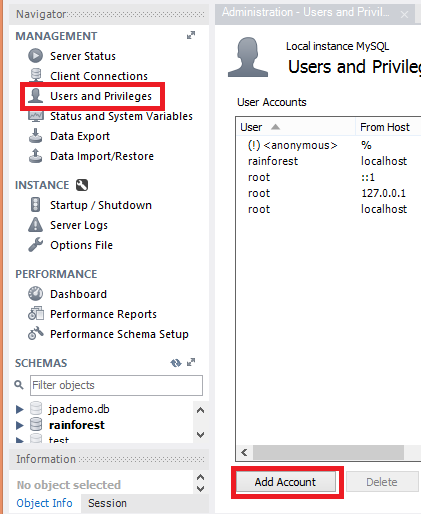 Navigator
MANAGEMENT
Server Status
Client Connections
Users and Privileges
Status and System Variables
Data Export
Data Import/Restore
INSTANCE
Startup / Shutdown
Server Logs
Options File
PERFORMANCE
Dashboard
Performance Reports
Performance Schema Setup
SCHEMAS
Filter objects
jpademo.db
rainforest
test
Information
No object selected
Object Info Session
Administration - Users and Privil...
Local instance MySQL
Users and Privileg
User Accounts
User From Host
(!) <anonymous> %
rainforest localhost
root ::1
root 127.0.0.1
root localhost
Add Account Delete